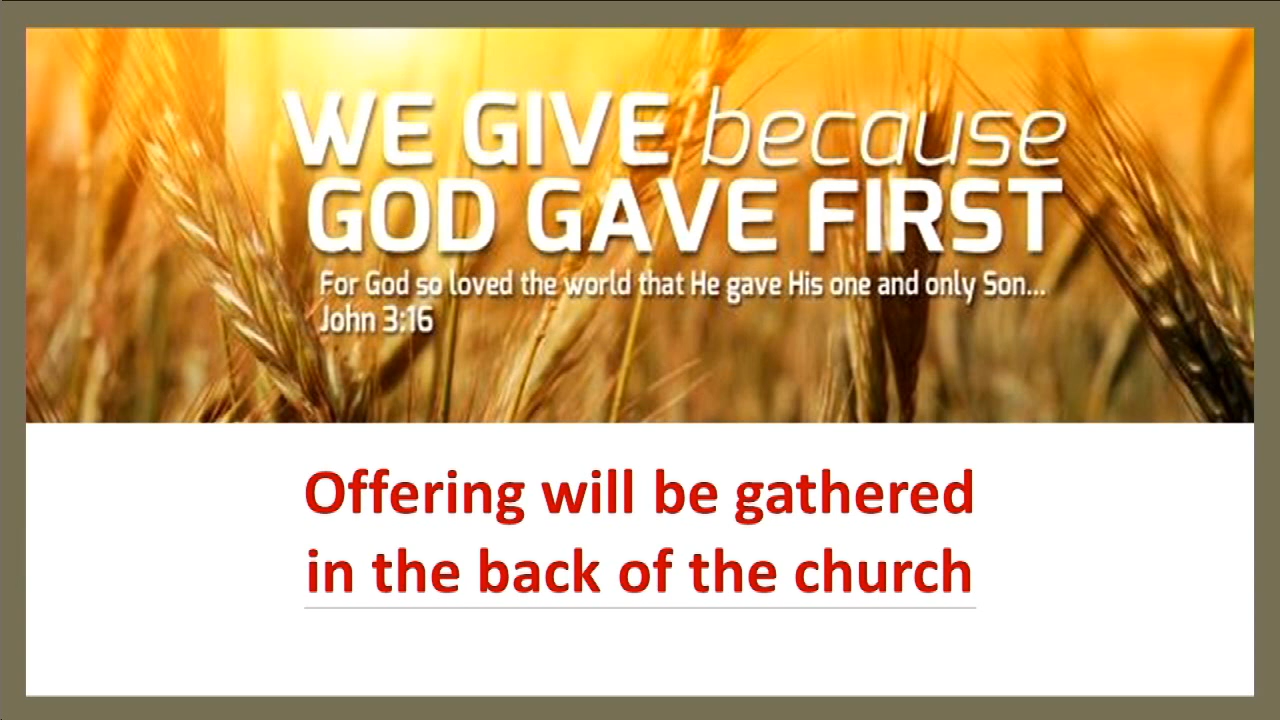 WE GIVE because
GOD GAVE FIRST
For God so loved the world that He gave His one and only Son...
John 3:16
Offering will be gathered
in the back of the church